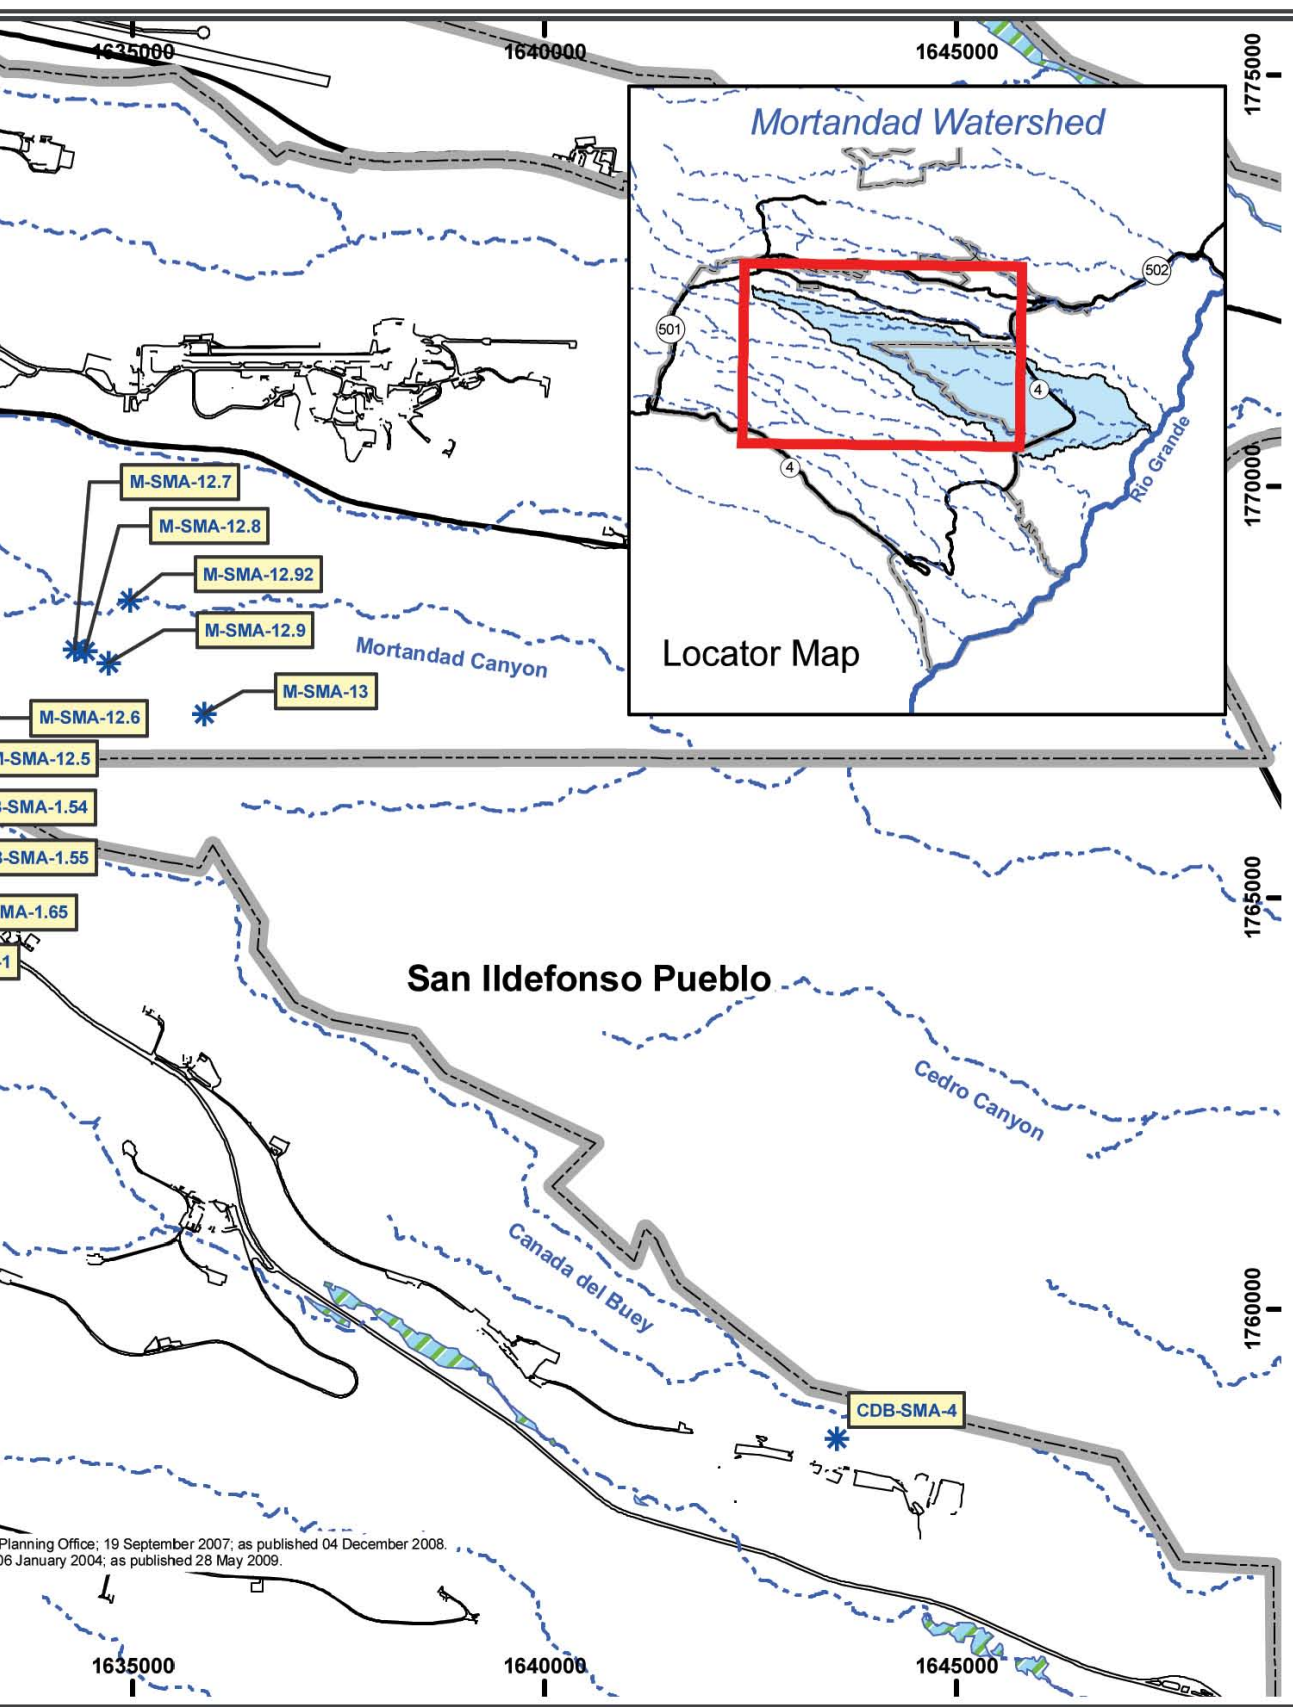 1635000
1640000
1645000
1775000
Mortandad Watershed
502
501
4
4
Rio Grande
Locator Map
1770000
M-SMA-12.7
M-SMA-12.8
M-SMA-12.92
M-SMA-12.9
Mortandad Canyon
M-SMA-13
M-SMA-12.6
M-SMA-12.5
-SMA-1.54
-SMA-1.55
MA-1.65
-1
1765000
San Ildefonso Pueblo
Cedro Canyon
Canada del Buey
1760000
CDB-SMA-4
Planning Office; 19 September 2007; as published 04 December 2008.
06 January 2004; as published 28 May 2009.
1635000
1640000
1645000